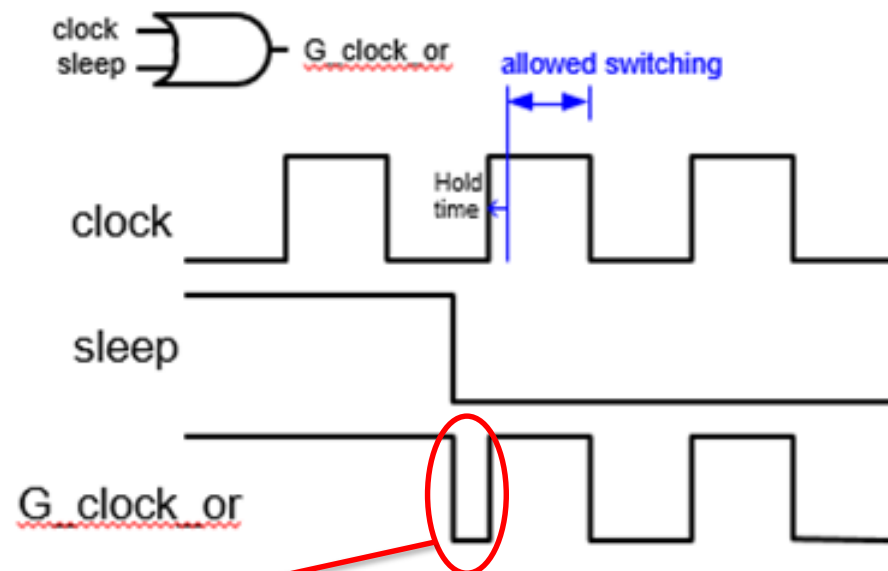 clock
sleep
G_clock_or
allowed switching
Hold
time
clock
sleep
G_clock_or